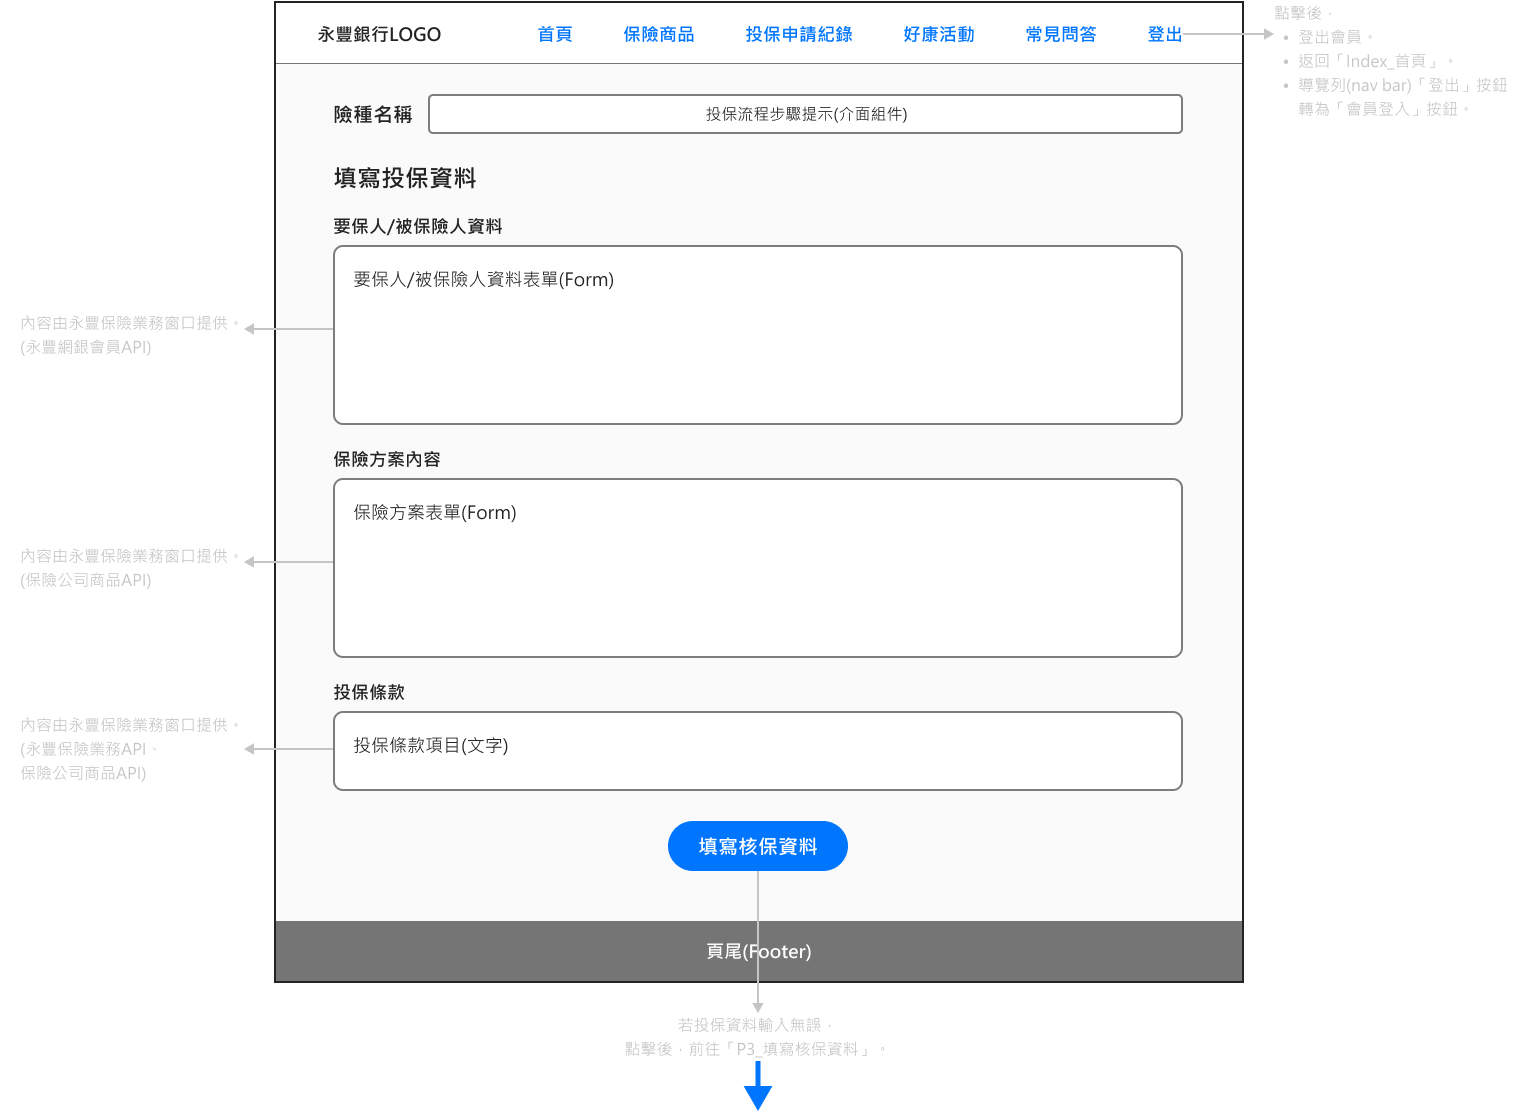 永豐銀行LOGO 首頁 保險商品 投保申請紀錄 好康活動 常見問答 登出
點擊後，
• 登出會員。
• 返回「Index_首頁」。
• 導覽列(nav bar)「登出」按鈕
轉為「會員登入」按鈕。
險種名稱 投保流程步驟提示(介面組件)
填寫投保資料
要保人/被保險人資料
要保人/被保險人資料表單(Form)
內容由永豐保險業務窗口提供。
(永豐網銀會員API)
保險方案內容
保險方案表單(Form)
內容由永豐保險業務窗口提供。
(保險公司商品API)
投保條款
投保條款項目(文字)
內容由永豐保險業務窗口提供。
(永豐保險業務API、
保險公司商品API)
填寫核保資料
頁尾(Footer)
若投保資料輸入無誤，
點擊後，前往「P3_填寫核保資料」。